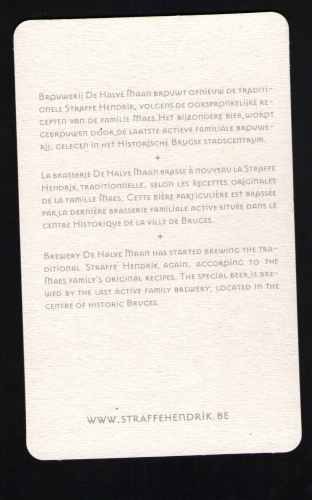 Brouwerij De Halve Maan brouwt opnieuw de traditi-
onele Straffe Hendrik, volgens de oorspronkelijke re-
cepten van de familie Maes. Het bijzondere bier wordt
gebrouwen door de laatste actieve familiale brouwe-
rij, gelegen in het Historische Brugse stadscentrum.
+
La brasserie De Halve Maan brasse à nouveau la Straffe
Hendrik, traditionnelle, selon les recettes originales
de la famille Maes. Cette bière particulière est brassée
par la dernière brasserie familiale active située dans le
centre Historique de la ville de Bruges.
+
Brewery De Halve Maan has started brewing the tra-
ditional Straffe Hendrik again, according to the
Maes family's original recipes. The special beer is bre-
wed by the last active family brewery, located in the
centre of historic Bruges.
www.straffehendrik.be